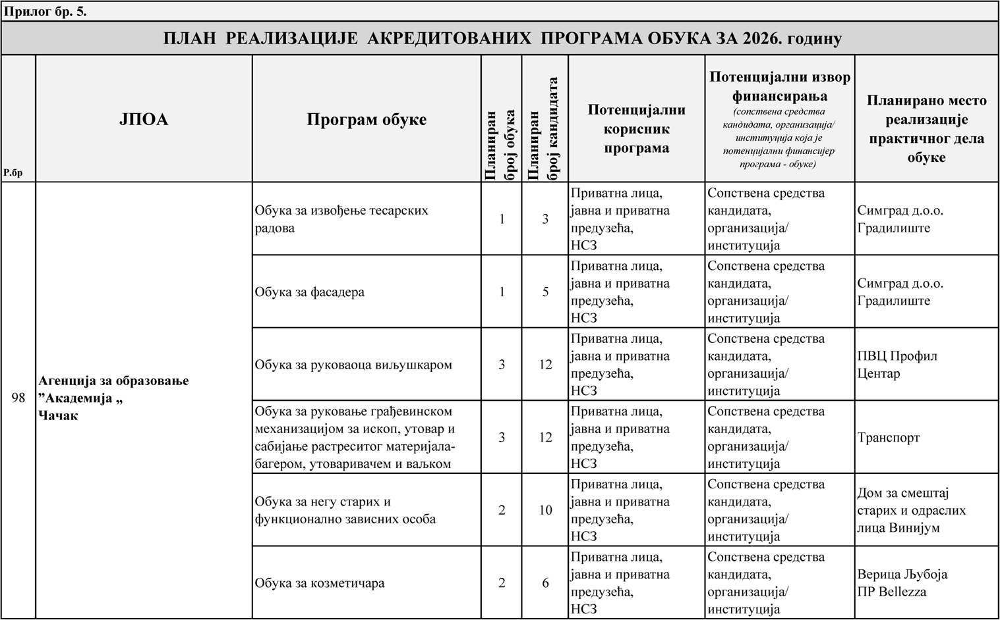 Прилог бр. 5.
ПЛАН РЕАЛИЗАЦИЈЕ АКРЕДИТОВАНИХ ПРОГРАМА ОБУКА ЗА 2026. годину
Р.бр
ЈПОА
Програм обуке
Планиран
број обука
Планиран
број кандидата
Потенцијални
корисник
програма
Потенцијални извор
финансирања
(сопствена средства
кандидата, организација/
институција која је
потенцијални финансијер
програма - обуке)
Планирано место
реализације
практичног дела
обуке
98
Агенција за образовање
”Академија „
Чачак
Обука за извођење тесарских
радова
1
3
Приватна лица,
јавна и приватна
предузећа,
НСЗ
Сопствена средства
кандидата,
организација/
институција
Симград д.о.о.
Градилиште
Обука за фасадера
1
5
Приватна лица,
јавна и приватна
предузећа,
НСЗ
Сопствена средства
кандидата,
организација/
институција
Симград д.о.о.
Градилиште
Обука за руковаоца виљушкаром
3
12
Приватна лица,
јавна и приватна
предузећа,
НСЗ
Сопствена средства
кандидата,
организација/
институција
ПВЦ Профил
Центар
Обука за руковање грађевинском
механизацијом за ископ, утовар и
сабијање растреситог материјала-
багером, утоваривачем и ваљком
3
12
Приватна лица,
јавна и приватна
предузећа,
НСЗ
Сопствена средства
кандидата,
организација/
институција
Транспорт
Обука за негу старих и
функционално зависних особа
2
10
Приватна лица,
јавна и приватна
предузећа,
НСЗ
Сопствена средства
кандидата,
организација/
институција
Дом за смештај
старих и одраслих
лица Винијум
Обука за козметичара
2
6
Приватна лица,
јавна и приватна
предузећа,
НСЗ
Сопствена средства
кандидата,
организација/
институција
Верица Љубоја
ПР Bellezza